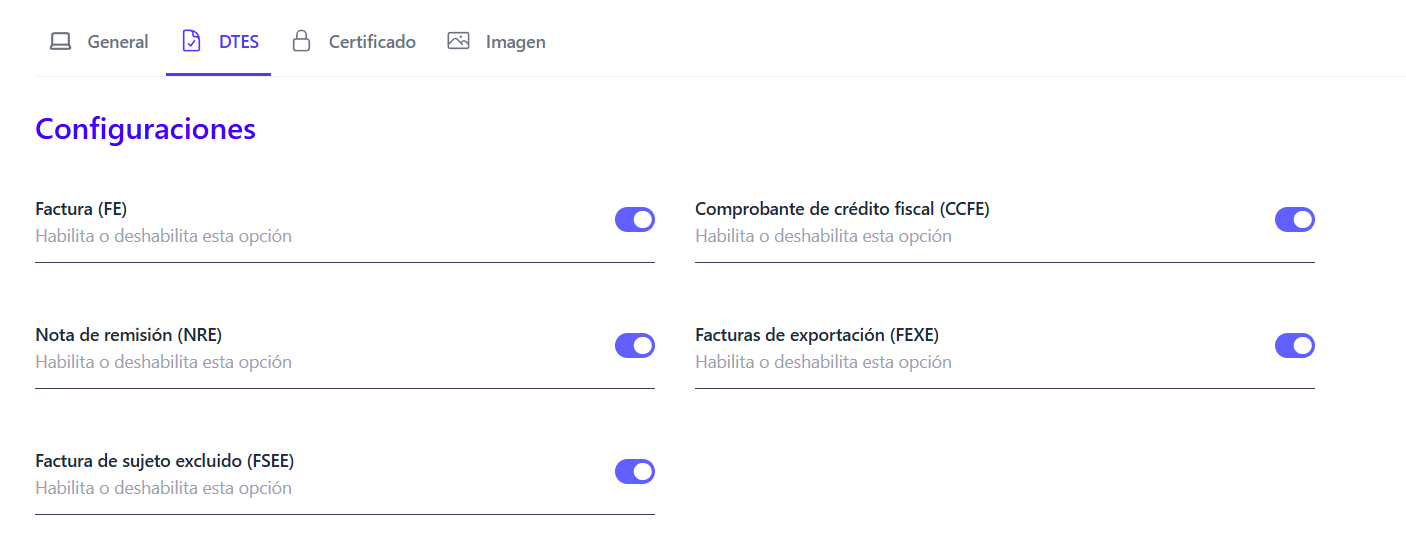 General
DTES
Certificado
Imagen
Configuraciones
Factura (FE)
Habilita o deshabilita esta opción
Comprobante de crédito fiscal (CCFE)
Habilita o deshabilita esta opción
Nota de remisión (NRE)
Habilita o deshabilita esta opción
Facturas de exportación (FEXE)
Habilita o deshabilita esta opción
Factura de sujeto excluido (FSEE)
Habilita o deshabilita esta opción